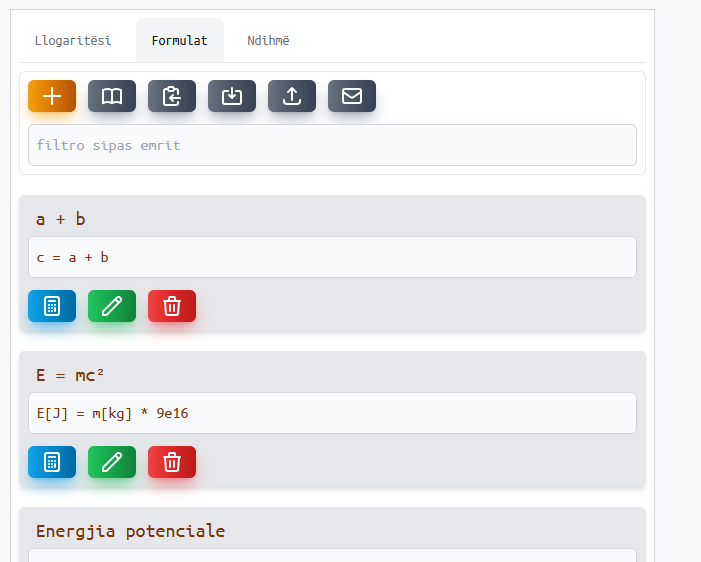 Llogaritësi Formulat Ndihmë
filtro sipas emrit
a + b
c = a + b
E = mc²
E[J] = m[kg] * 9e16
Energjia potenciale